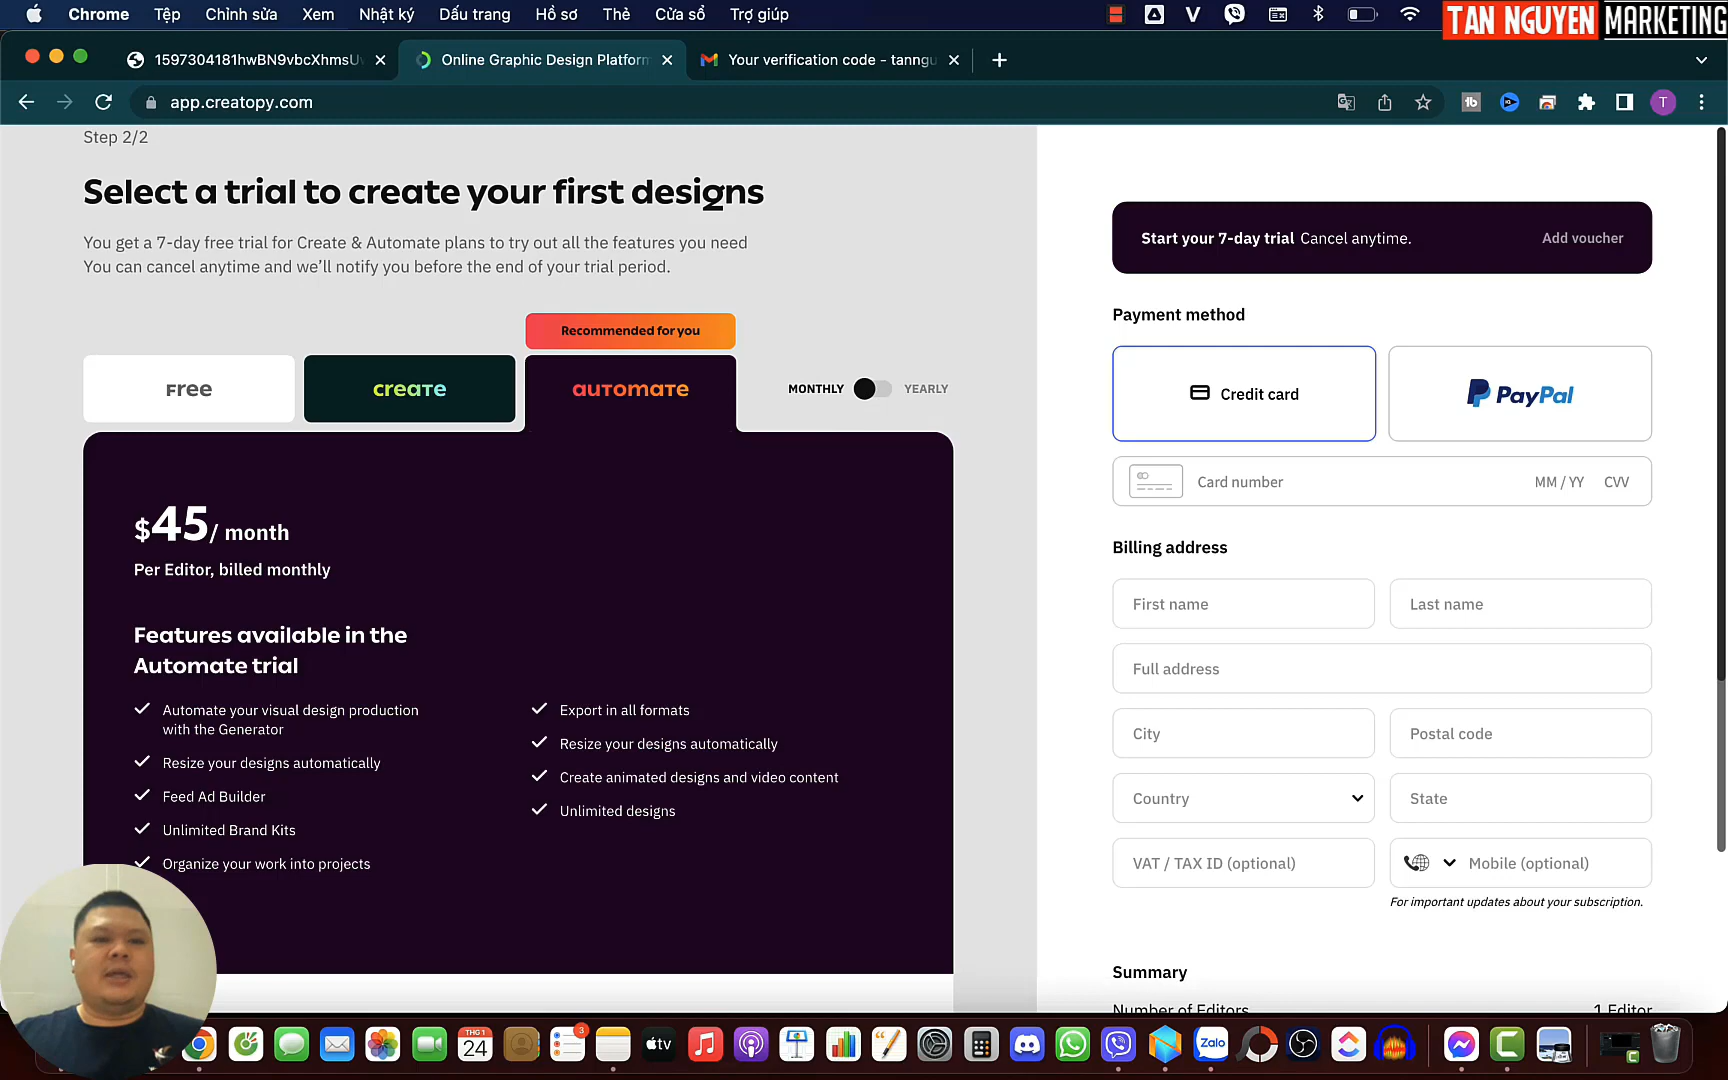 Chrome Tệp Chỉnh sửa Xem Nhật ký Dấu trang Hồ sơ Thẻ Cửa sổ Trợ giúp
TAN NGUYEN MARKETING
1597304181hwBN9vbcXhmsU
Online Graphic Design Platform
Your verification code - tanngu
app.creatopy.com
T
Step 2/2
Select a trial to create your first designs
You get a 7-day free trial for Create & Automate plans to try out all the features you need
You can cancel anytime and we'll notify you before the end of your trial period.
Recommended for you
Free
create
automate
MONTHLY
YEARLY
$45/ month
Per Editor, billed monthly
Features available in the
Automate trial
Automate your visual design production
with the Generator
Resize your designs automatically
Feed Ad Builder
Unlimited Brand Kits
Organize your work into projects
Export in all formats
Resize your designs automatically
Create animated designs and video content
Unlimited designs
Start your 7-day trial Cancel anytime.
Add voucher
Payment method
Credit card
PayPal
Card number
MM / YY
CVV
Billing address
First name
Last name
Full address
City
Postal code
Country
State
VAT / TAX ID (optional)
Mobile (optional)
For important updates about your subscription.
Summary
Number of Editors
1 Editor
THG 1
24
3
tv
Zalo